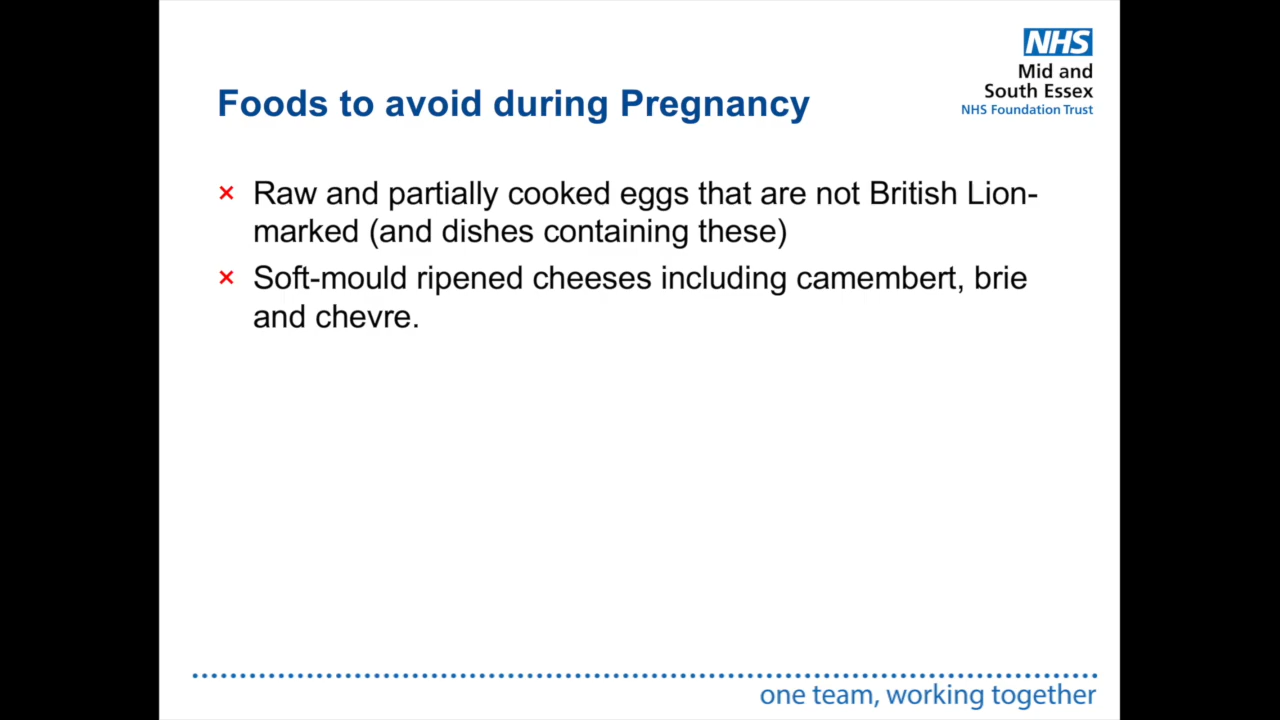 NHS
Mid and
South Essex
NHS Foundation Trust
Foods to avoid during Pregnancy
× Raw and partially cooked eggs that are not British Lion-
marked (and dishes containing these)
× Soft-mould ripened cheeses including camembert, brie
and chevre.
one team, working together